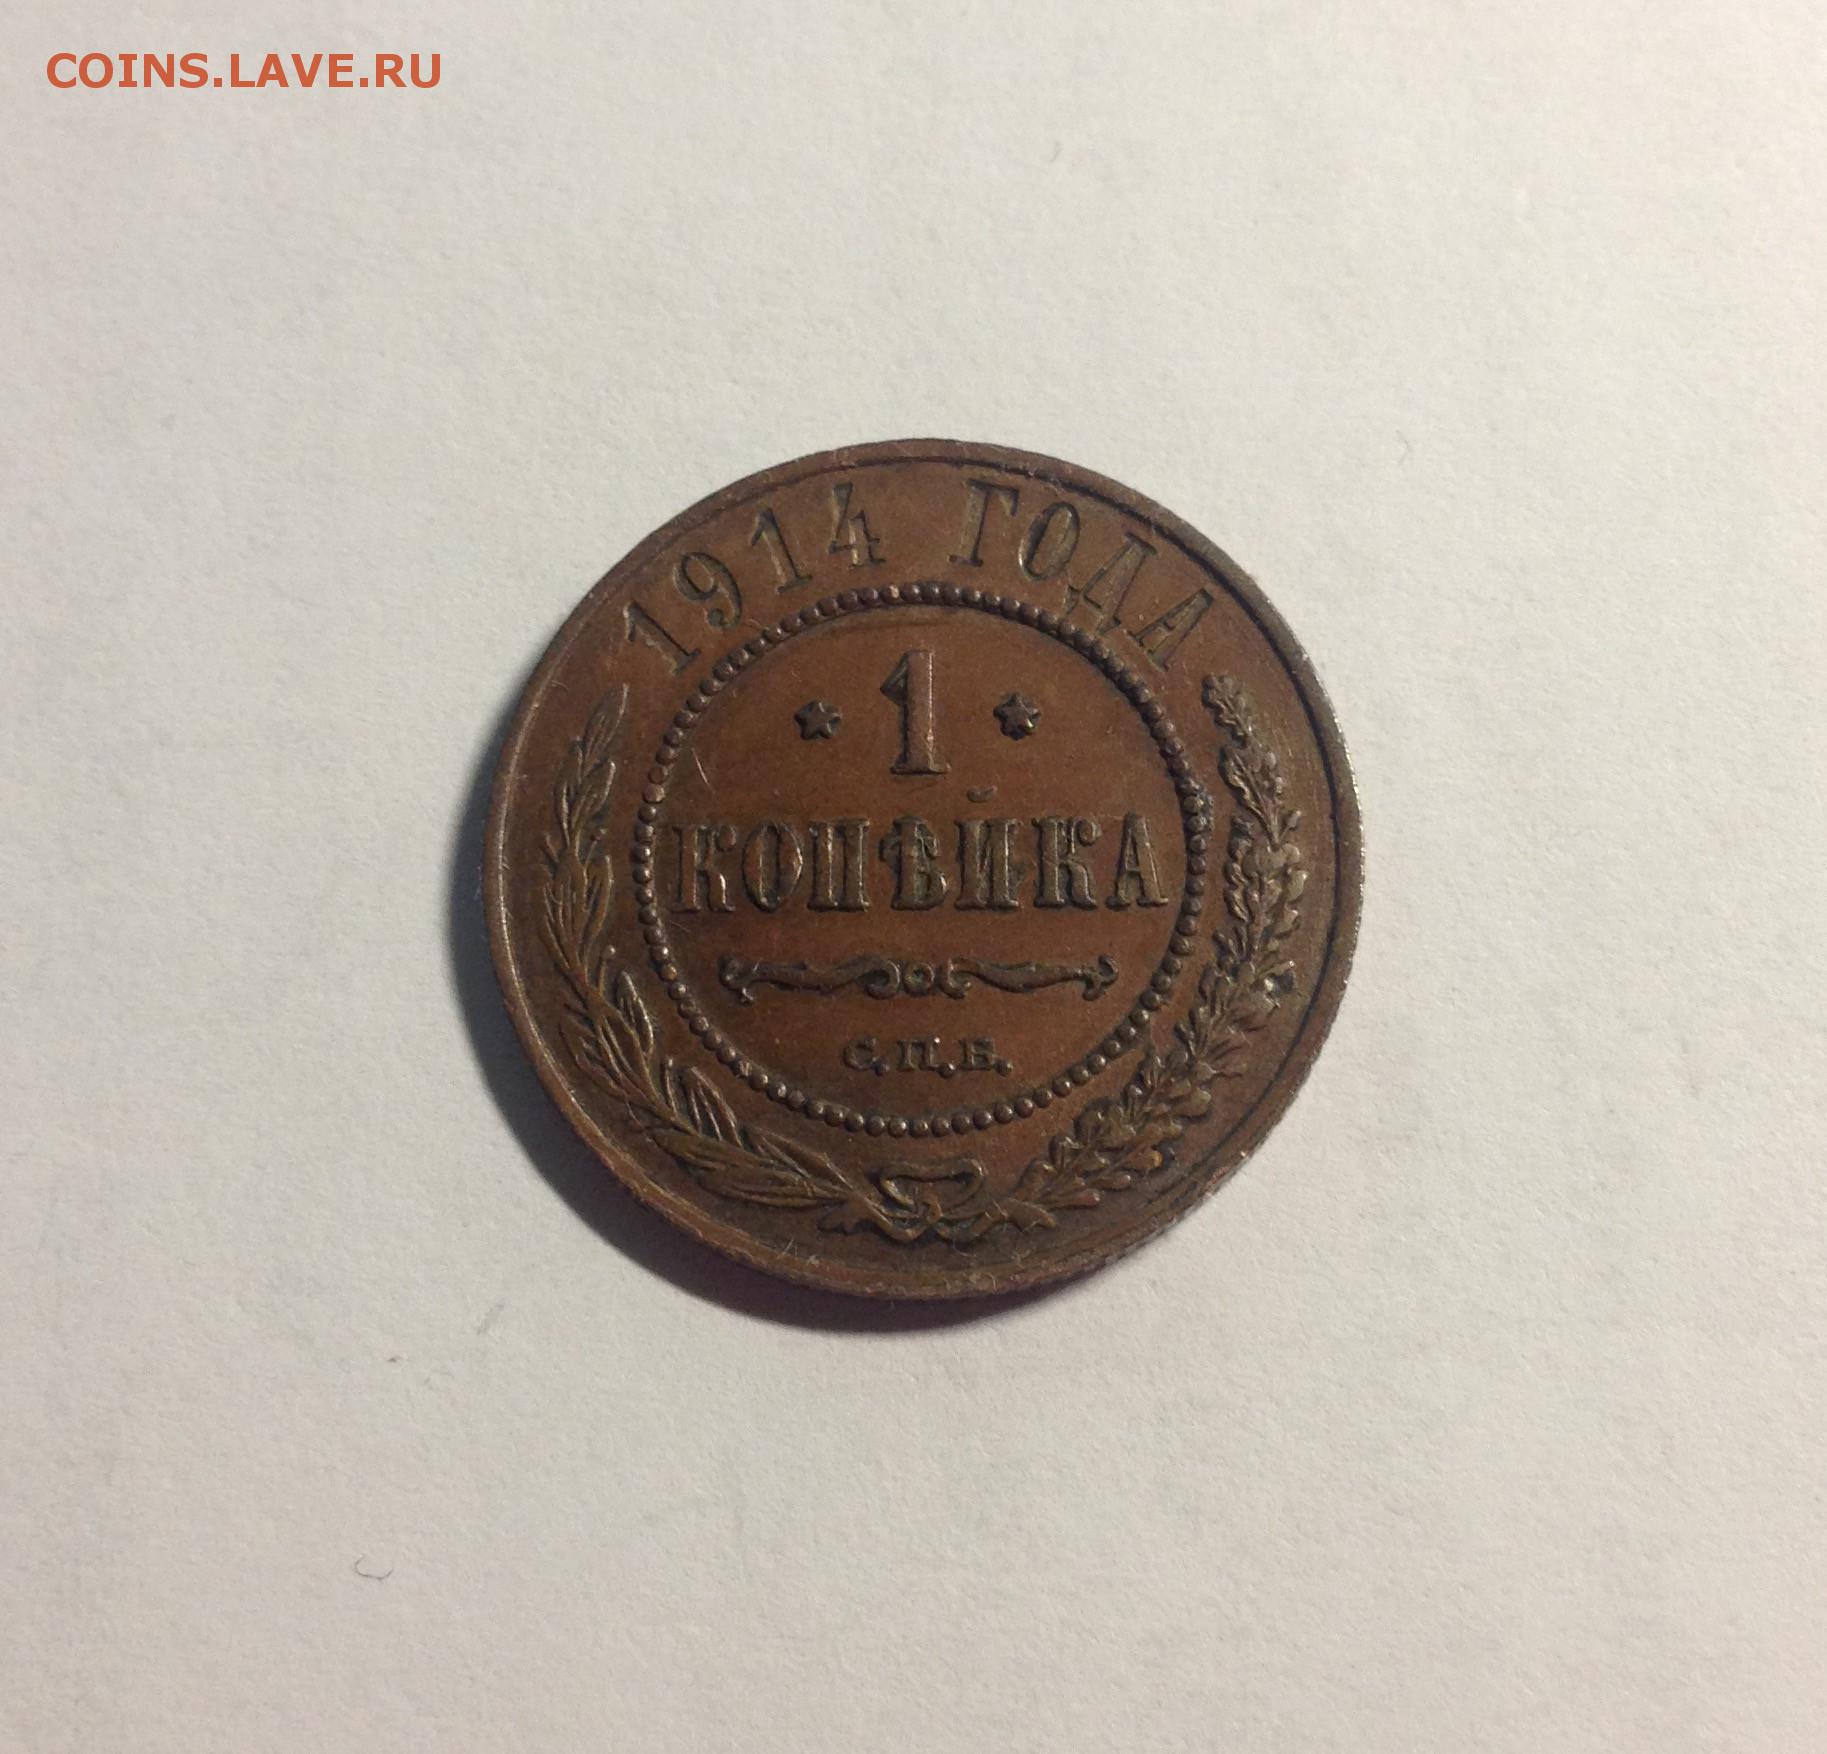 COINS.LAVE.RU
1914 ГОДА
* 1 *
КОПѢЙКА
С.П.Б.